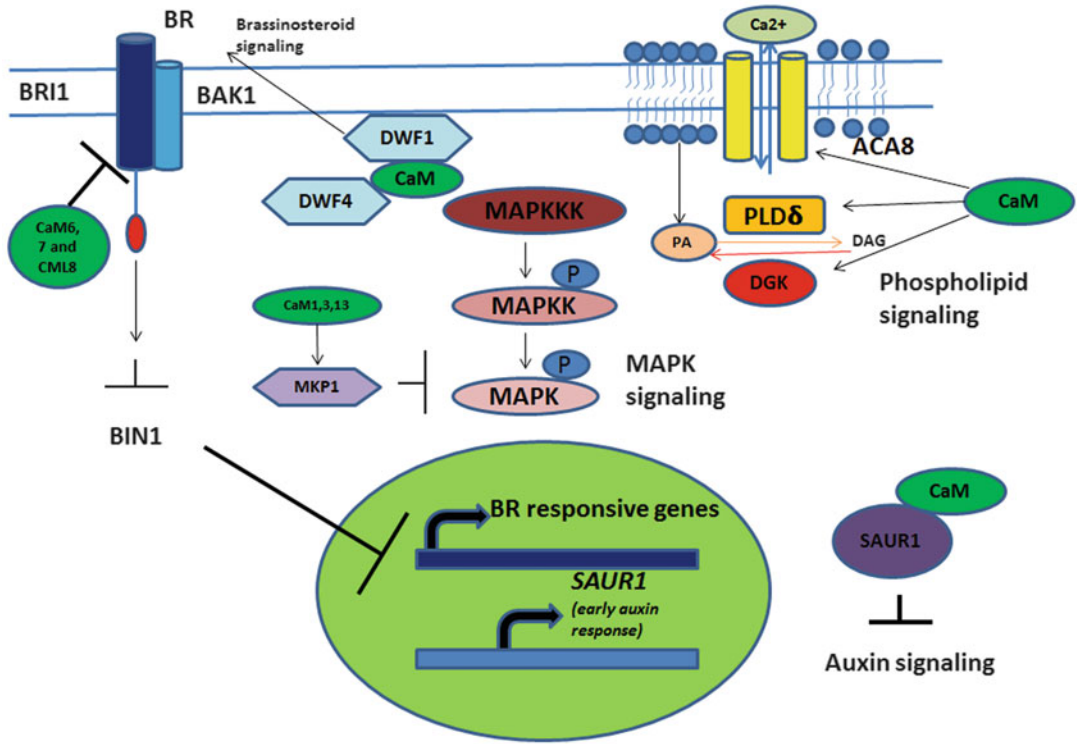 BR
Brassinosteroid
signaling
Ca2+
BRI1
BAK1
DWF1
ACA8
CaM
DWF4
MAPKKK
PLDδ
CaM
CaM6,
7 and
CML8
PA
DAG
P
DGK
Phospholipid
signaling
CaM1,3,13
MAPKK
P
MAPK
signaling
MKP1
MAPK
BIN1
BR responsive genes
CaM
SAUR1
SAUR1
(early auxin
response)
Auxin signaling